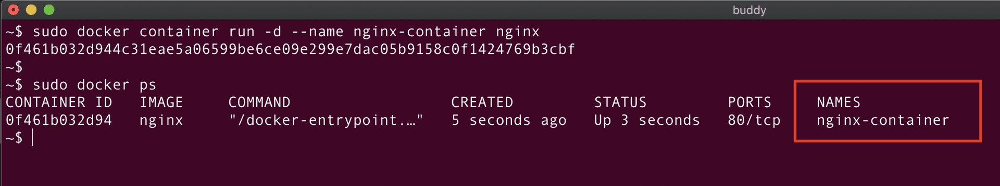 buddy
~$ sudo docker container run -d --name nginx-container nginx
0f461b032d944c31eae5a06599be6ce09e299e7dac05b9158c0f1424769b3cbf
~$
~$ sudo docker ps
CONTAINER ID   IMAGE     COMMAND                  CREATED         STATUS         PORTS     NAMES
0f461b032d94   nginx     "/docker-entrypoint.…"   5 seconds ago   Up 3 seconds   80/tcp    nginx-container
~$